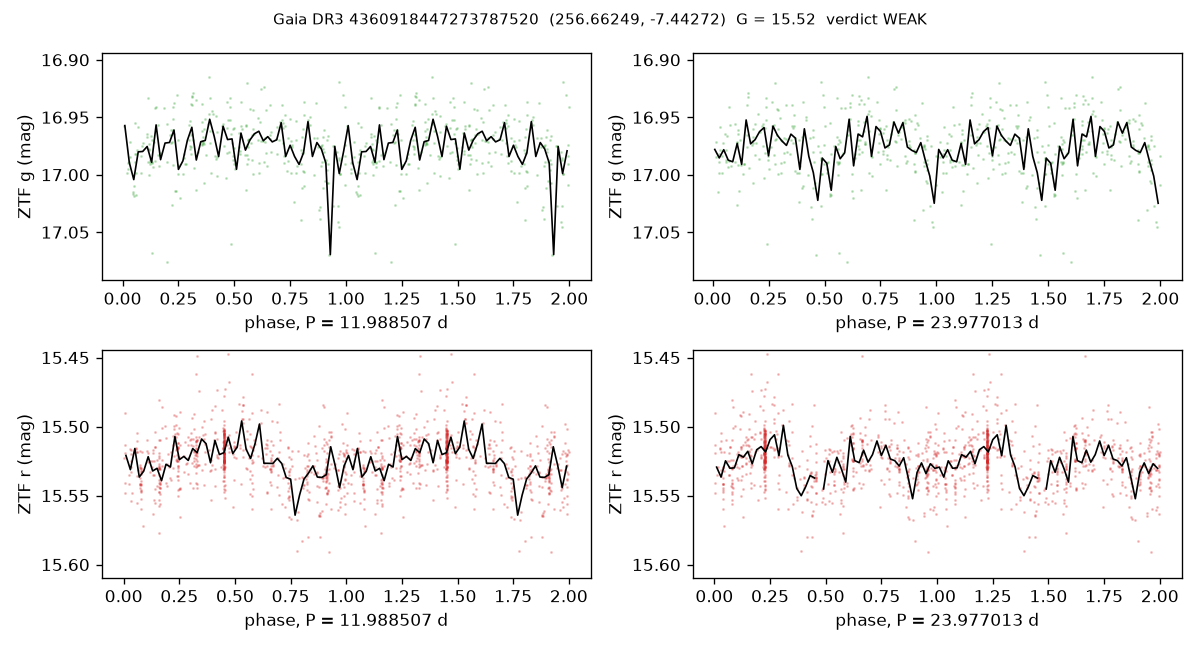 Gaia DR3 4360918447273787520 (256.66249, -7.44272) G = 15.52 verdict WEAK
ZTF g (mag)
16.90
16.95
17.00
17.05
0.00 0.25 0.50 0.75 1.00 1.25 1.50 1.75 2.00
phase, P = 11.988507 d
ZTF g (mag)
16.90
16.95
17.00
17.05
0.00 0.25 0.50 0.75 1.00 1.25 1.50 1.75 2.00
phase, P = 23.977013 d
ZTF r (mag)
15.45
15.50
15.55
15.60
0.00 0.25 0.50 0.75 1.00 1.25 1.50 1.75 2.00
phase, P = 11.988507 d
ZTF r (mag)
15.45
15.50
15.55
15.60
0.00 0.25 0.50 0.75 1.00 1.25 1.50 1.75 2.00
phase, P = 23.977013 d